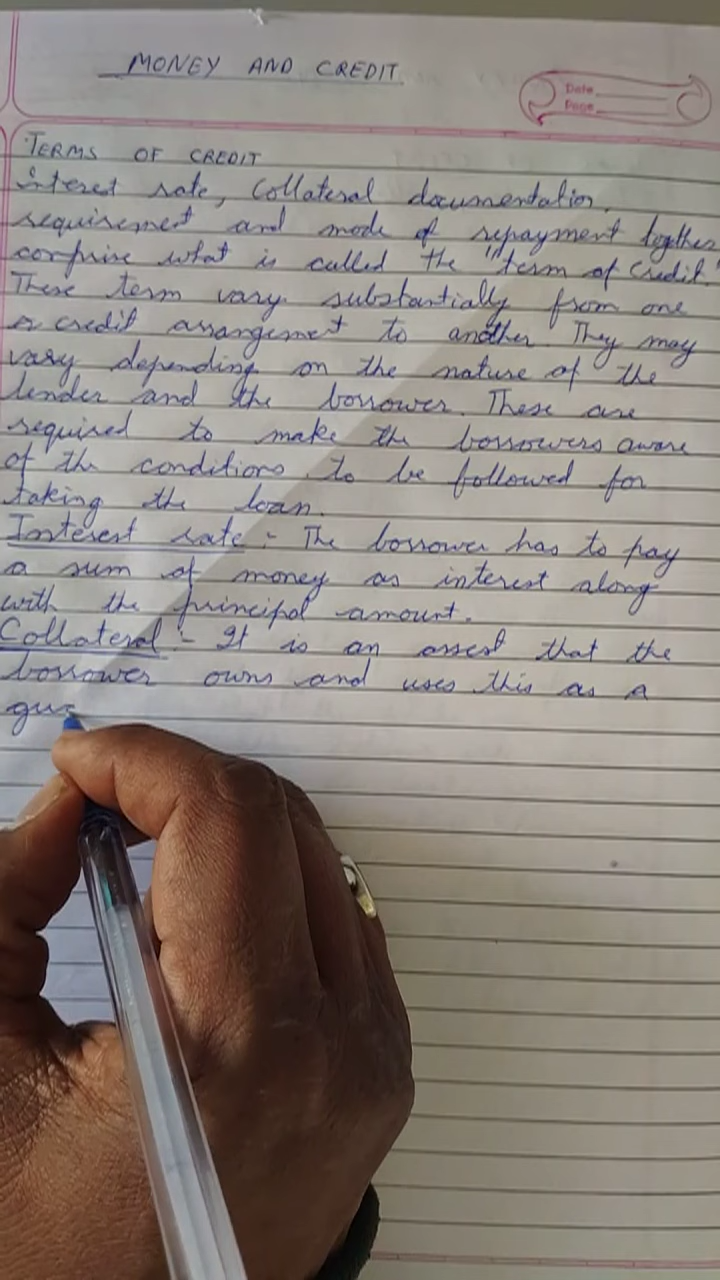 MONEY AND CREDIT
Date
Page
TERMS OF CREDIT
Interest rate, Collateral documentation.
requirement and mode of repayment together
comprise what is called the "term of Credit."
These term vary substantially from one
a credit arrangement to another. They may
vary depending on the nature of the
lender and the borrower. These are
required to make the borrowers aware
of the conditions to be followed for
taking the loan.
Interest rate :- The borrower has to pay
a sum of money as interest along
with the principal amount.
Collateral :- It is an assest that the
borrower owns and uses this as a
gua